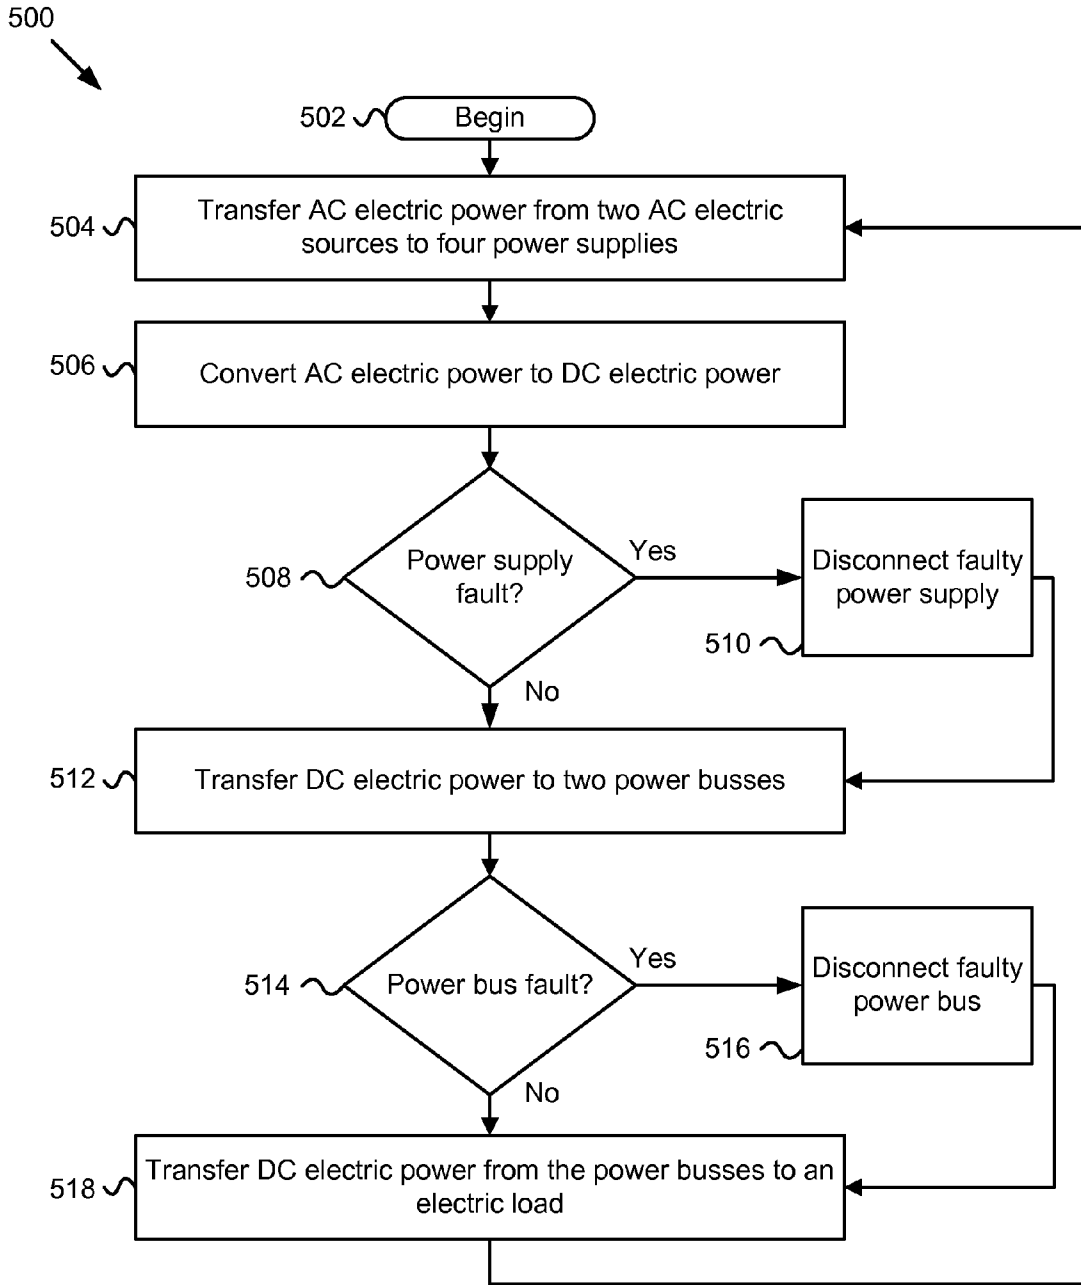 500
502
Begin
504
Transfer AC electric power from two AC electric
sources to four power supplies
506
Convert AC electric power to DC electric power
508
Power supply
fault?
Yes
Disconnect faulty
power supply
510
No
512
Transfer DC electric power to two power busses
514
Power bus fault?
Yes
Disconnect faulty
power bus
516
No
518
Transfer DC electric power from the power busses to an
electric load